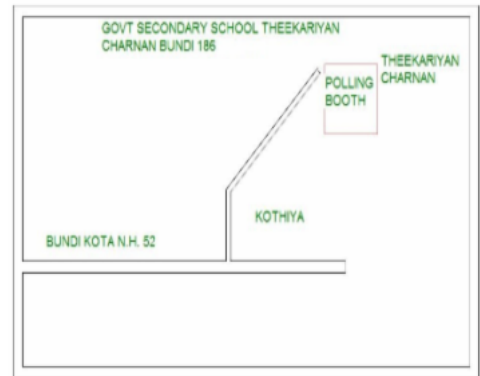 GOVT SECONDARY SCHOOL THEEKARIYAN
CHARNAN BUNDI 186
THEEKARIYAN
CHARNAN
POLLING
BOOTH
KOTHIYA
BUNDI KOTA N.H. 52